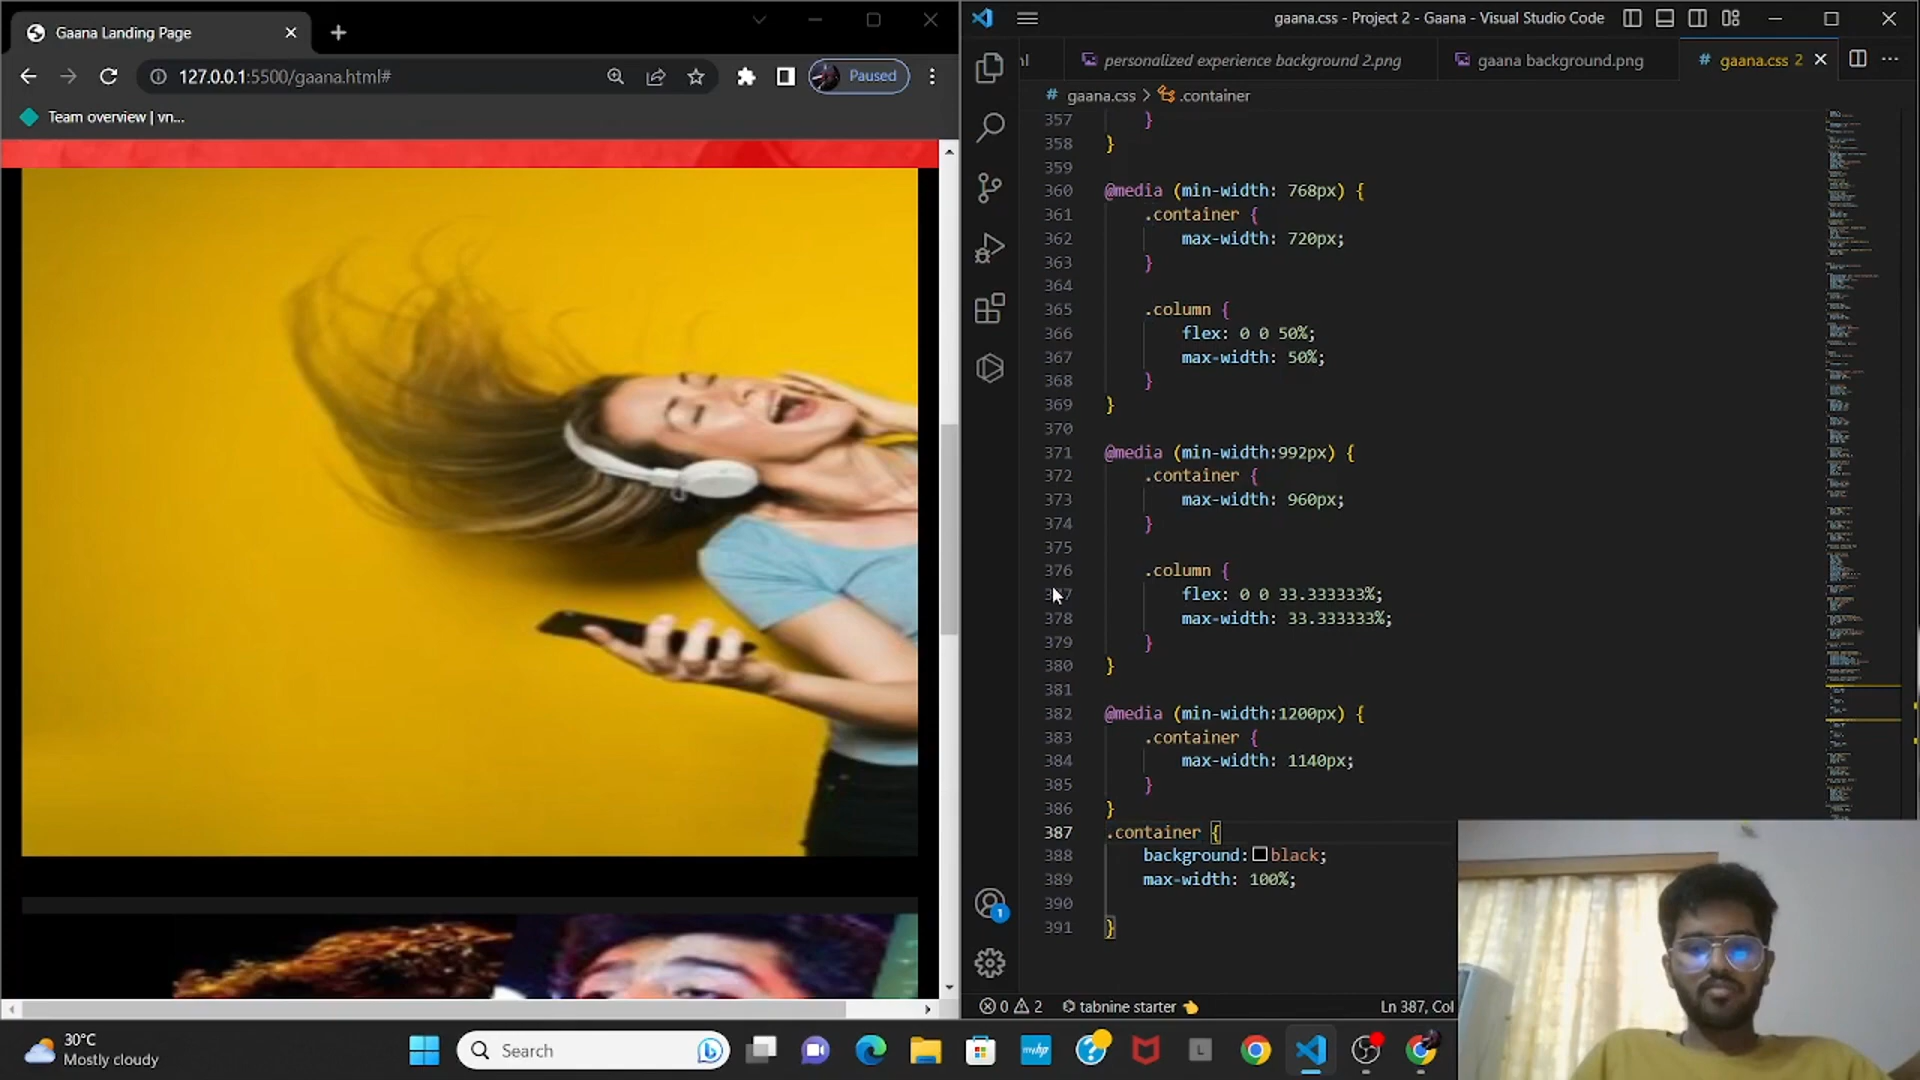 Gaana Landing Page
127.0.0.1:5500/gaana.html#
Paused
Team overview | vn...
gaana.css - Project 2 - Gaana - Visual Studio Code
personalized experience background 2.png
gaana background.png
# gaana.css 2
# gaana.css > .container
357 }
358 }
359
360 @media (min-width: 768px) {
361 .container {
362 max-width: 720px;
363 }
364
365 .column {
366 flex: 0 0 50%;
367 max-width: 50%;
368 }
369 }
370
371 @media (min-width:992px) {
372 .container {
373 max-width: 960px;
374 }
375
376 .column {
flex: 0 0 33.333333%;
378 max-width: 33.333333%;
379 }
380 }
381
382 @media (min-width:1200px) {
383 .container {
384 max-width: 1140px;
385 }
386 }
387 .container {
388 background: black;
389 max-width: 100%;
390
391 }
1
0 2 tabnine starter
Ln 387, Col
30°C
Mostly cloudy
Search
myhp
L